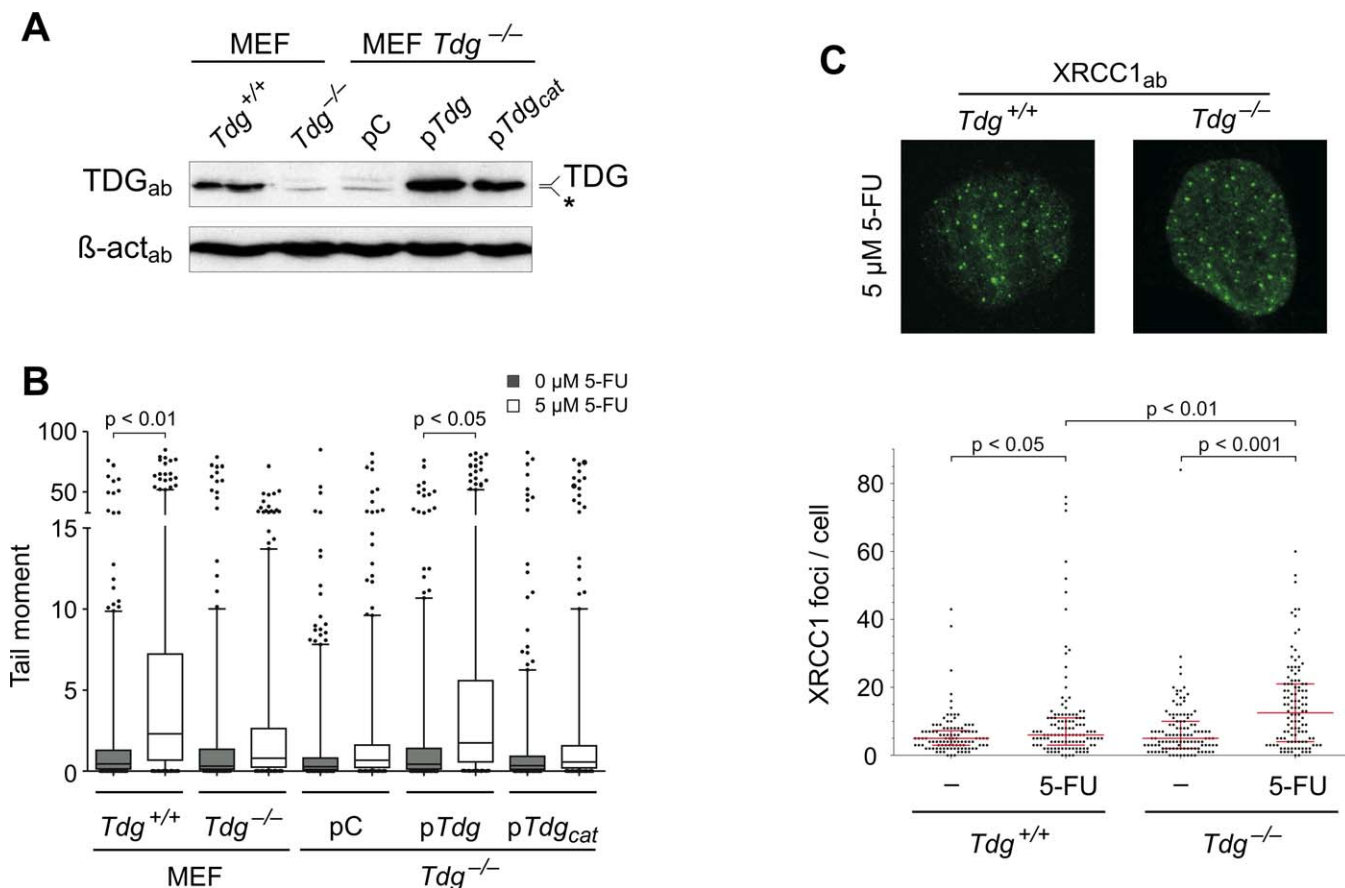 A
MEF
MEF Tdg –/–
Tdg +/+
Tdg –/–
pC
pTdg
pTdgcat
TDGab
TDG
*
ß-actab
B
0 µM 5-FU
5 µM 5-FU
p < 0.01
p < 0.05
100
50
15
10
5
0
Tail moment
Tdg +/+
Tdg –/–
pC
pTdg
pTdgcat
MEF
Tdg –/–
C
XRCC1ab
Tdg +/+
Tdg –/–
5 µM 5-FU
p < 0.01
p < 0.05
p < 0.001
80
60
40
20
0
XRCC1 foci / cell
–
5-FU
–
5-FU
Tdg +/+
Tdg –/–